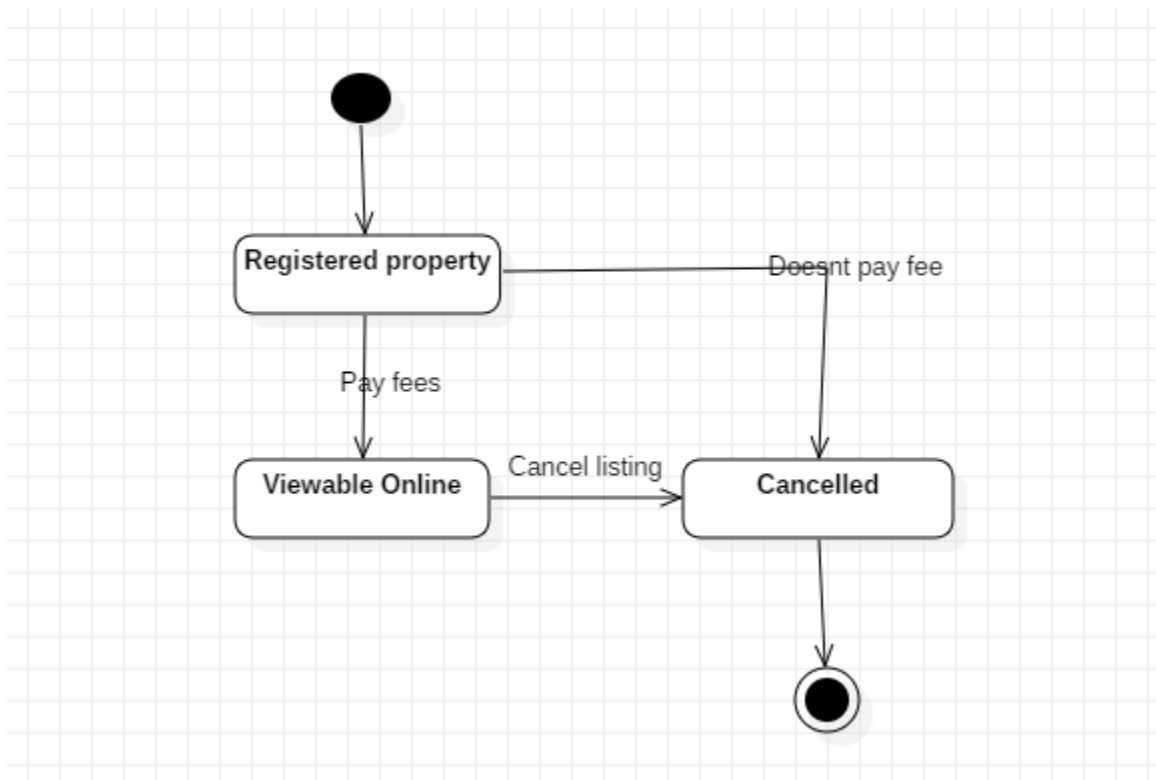 Registered property
Doesnt pay fee
Pay fees
Viewable Online
Cancel listing
Cancelled